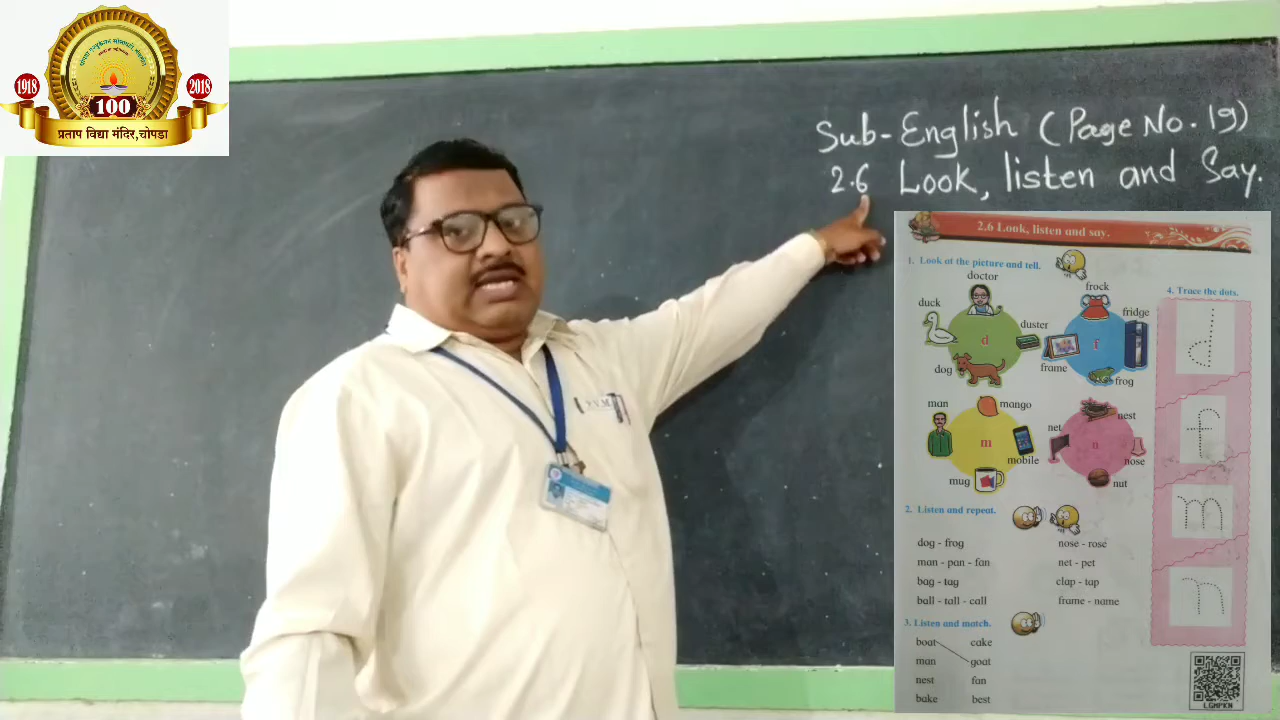 1918
2018
100
प्रताप विद्या मंदिर,चोपडा
Sub-English (Page No. 19)
2.6 Look, listen and Say.
2.6 Look, listen and say.
1. Look at the picture and tell.
doctor
duck
duster
dog
d
frock
fridge
frame
frog
f
man
mango
mobile
mug
m
net
nest
nose
nut
n
2. Listen and repeat.
dog - frog
man - pan - fan
bag - tag
ball - tall - call
nose - rose
net - pet
clap - tap
frame - name
3. Listen and match.
boat cake
man goat
nest fan
bake best
4. Trace the dots.
d
f
m
n
LGMPKN